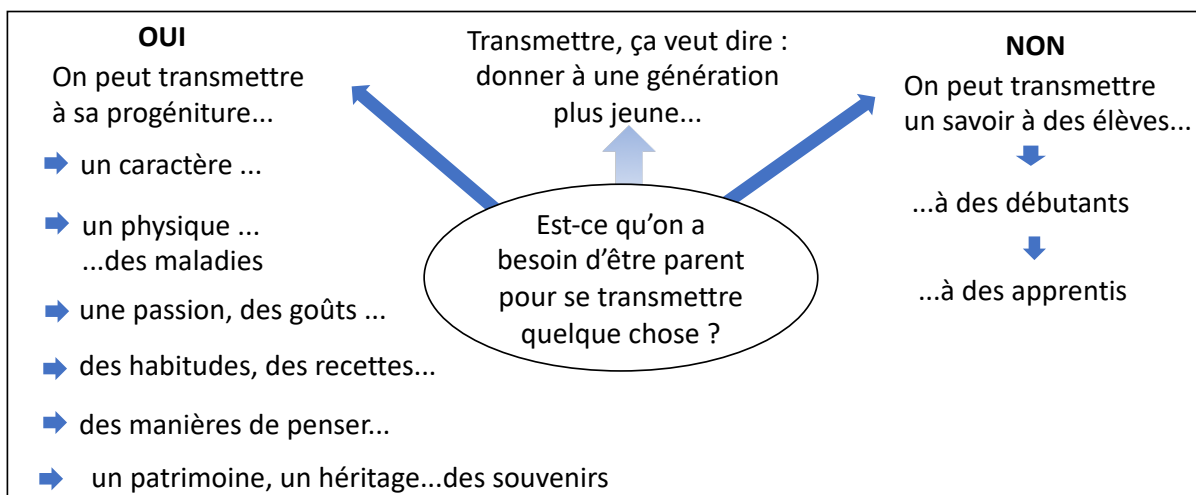 OUI
On peut transmettre
à sa progéniture...
un caractère ...
un physique ...
...des maladies
une passion, des goûts ...
des habitudes, des recettes...
des manières de penser...
un patrimoine, un héritage...des souvenirs
Transmettre, ça veut dire :
donner à une génération
plus jeune...
Est-ce qu’on a
besoin d’être parent
pour se transmettre
quelque chose ?
NON
On peut transmettre
un savoir à des élèves...
...à des débutants
...à des apprentis